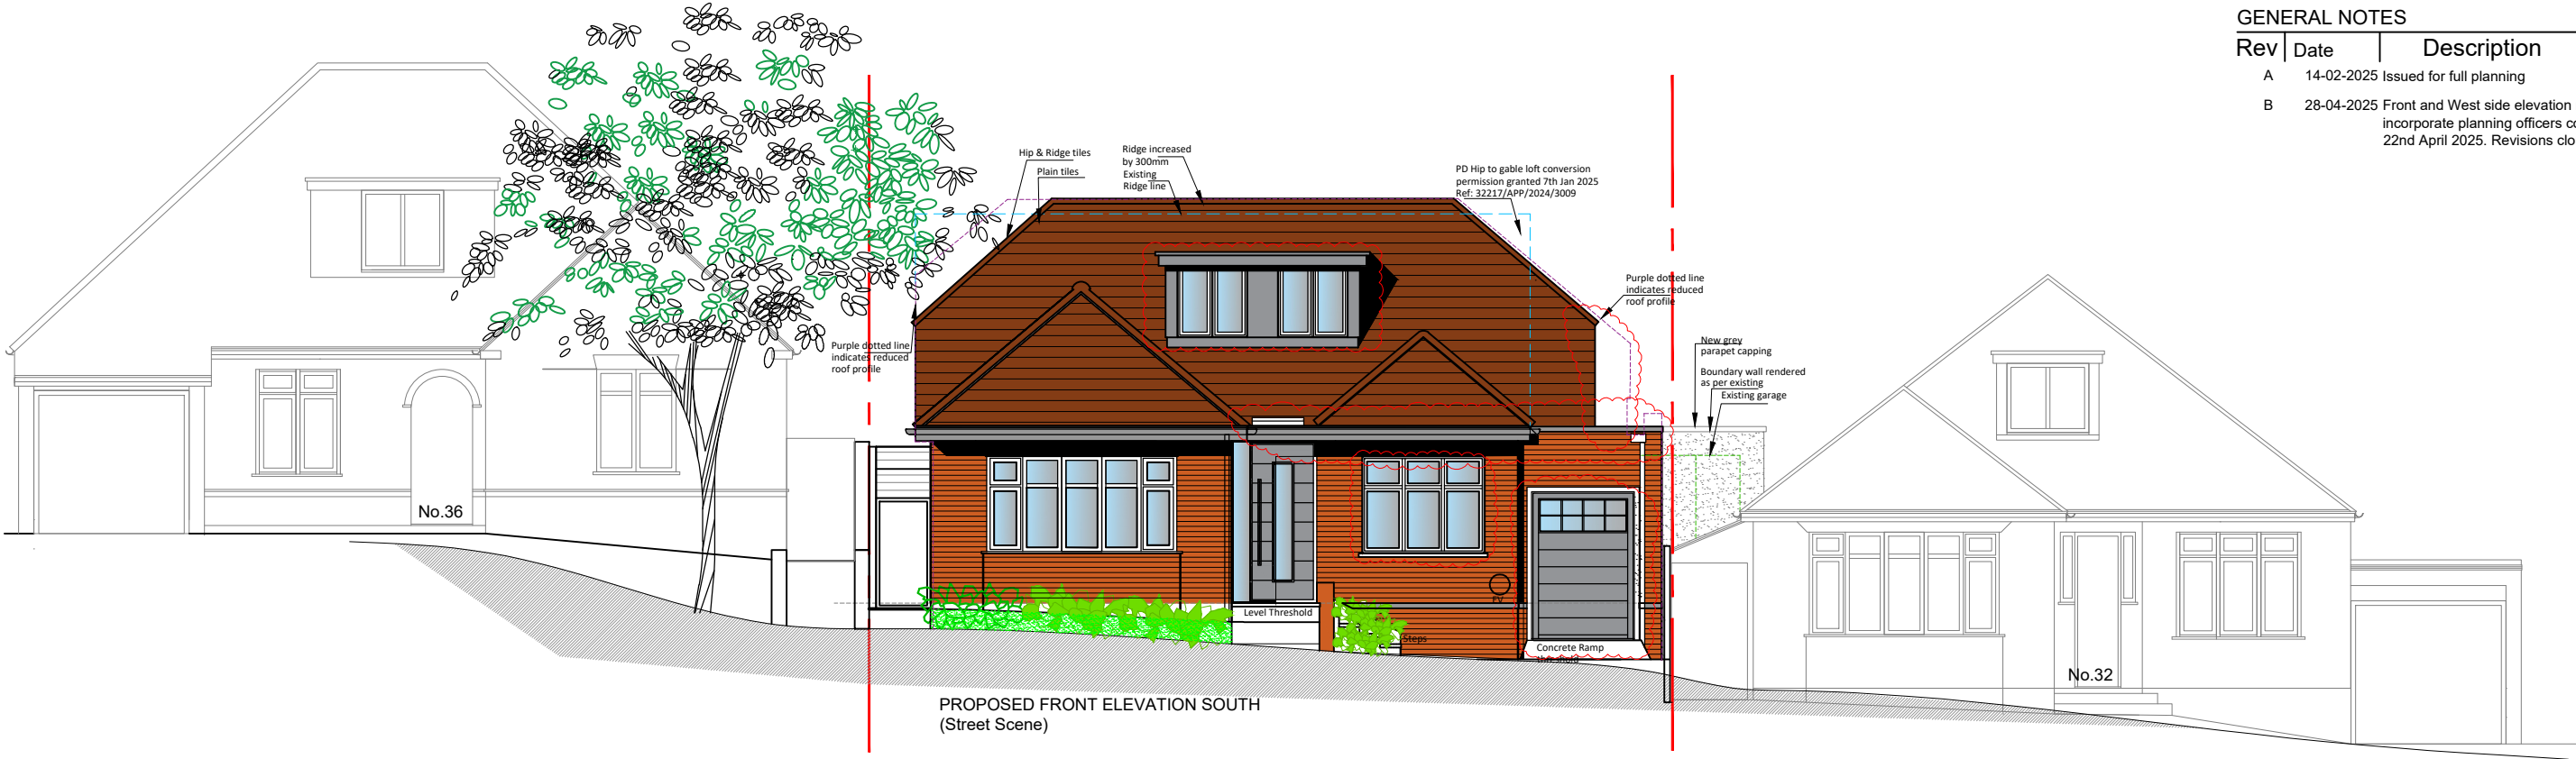 GENERAL NOTES
Rev Date Description
A 14-02-2025 Issued for full planning
B 28-04-2025 Front and West side elevation
incorporate planning officers
22nd April 2025. Revisions
Hip & Ridge tiles
Plain tiles
Ridge increased
by 300mm
Existing
Ridge line
PD Hip to gable loft conversion
permission granted 7th Jan 2025
Ref: 32217/APP/2024/3009
Purple dotted line
indicates reduced
roof profile
Purple dotted line
indicates reduced
roof profile
New grey
parapet capping
Boundary wall rendered
as per existing
Existing garage
No.36
EV
Level Threshold
Steps
Concrete Ramp
threshold
No.32
PROPOSED FRONT ELEVATION SOUTH
(Street Scene)